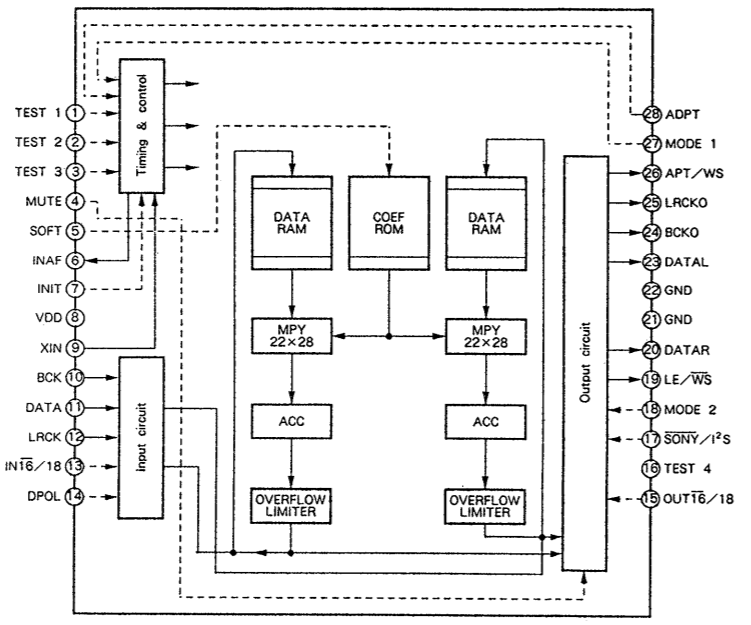 TEST 1 1
TEST 2 2
TEST 3 3
MUTE 4
SOFT 5
INAF 6
INIT 7
VDD 8
XIN 9
BCK 10
DATA 11
LRCK 12
IN1̅6̅/18 13
DPOL 14
Timing & control
Input circuit
DATA
RAM
COEF
ROM
DATA
RAM
MPY
22×28
MPY
22×28
ACC
ACC
OVERFLOW
LIMITER
OVERFLOW
LIMITER
Output circuit
28 ADPT
27 MODE 1
26 APT/WS
25 LRCKO
24 BCKO
23 DATAL
22 GND
21 GND
20 DATAR
19 LE/W̅S̅
18 MODE 2
17 S̅O̅N̅Y̅/I²S
16 TEST 4
15 OUT1̅6̅/18